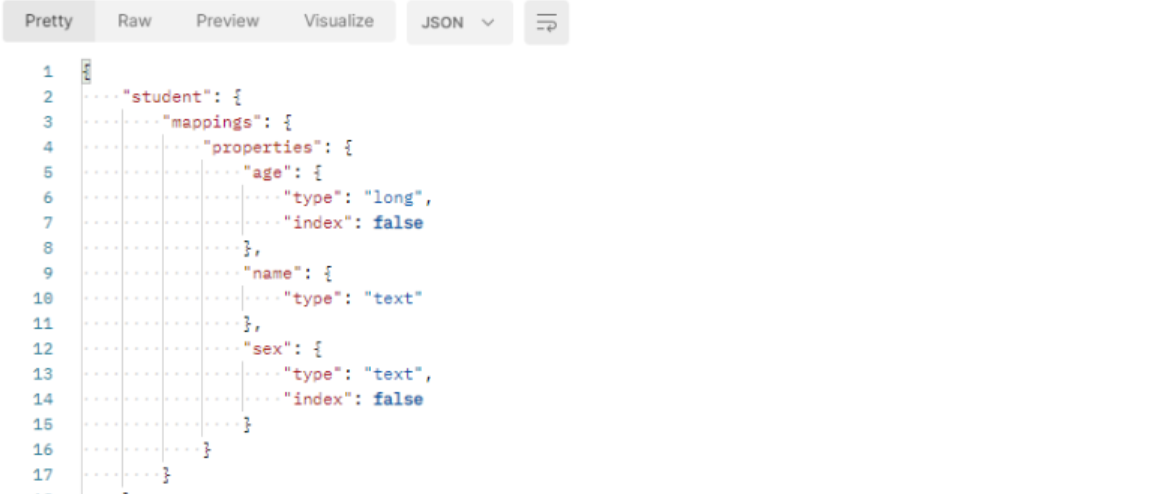 Pretty Raw Preview Visualize JSON
1 {
2 "student": {
3 "mappings": {
4 "properties": {
5 "age": {
6 "type": "long",
7 "index": false
8 },
9 "name": {
10 "type": "text"
11 },
12 "sex": {
13 "type": "text",
14 "index": false
15 }
16 }
17 }